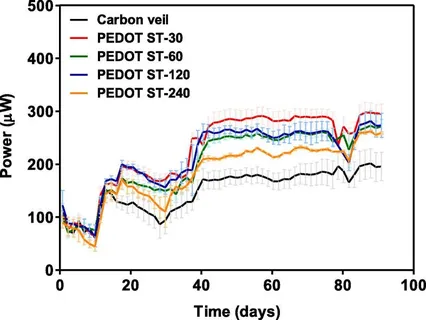 500
400
300
200
100
0
Power (μW)
Carbon veil
PEDOT ST-30
PEDOT ST-60
PEDOT ST-120
PEDOT ST-240
0 20 40 60 80 100
Time (days)